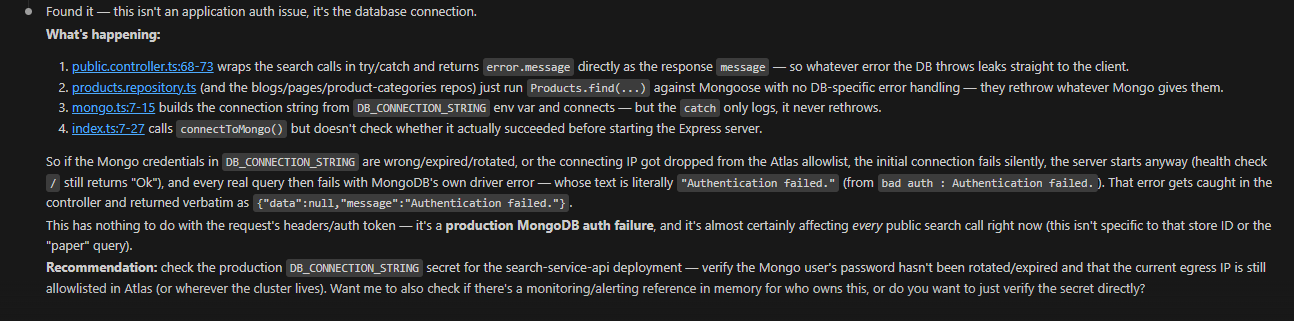 Found it — this isn't an application auth issue, it's the database connection.
What's happening:
1. public.controller.ts:68-73 wraps the search calls in try/catch and returns error.message directly as the response message — so whatever error the DB throws leaks straight to the client.
2. products.repository.ts (and the blogs/pages/product-categories repos) just run Products.find(...) against Mongoose with no DB-specific error handling — they rethrow whatever Mongo gives them.
3. mongo.ts:7-15 builds the connection string from DB_CONNECTION_STRING env var and connects — but the catch only logs, it never rethrows.
4. index.ts:7-27 calls connectToMongo() but doesn't check whether it actually succeeded before starting the Express server.
So if the Mongo credentials in DB_CONNECTION_STRING are wrong/expired/rotated, or the connecting IP got dropped from the Atlas allowlist, the initial connection fails silently, the server starts anyway (health check
/ still returns "Ok"), and every real query then fails with MongoDB's own driver error — whose text is literally "Authentication failed." (from bad auth : Authentication failed.). That error gets caught in the
controller and returned verbatim as {"data":null,"message":"Authentication failed."}.
This has nothing to do with the request's headers/auth token — it's a production MongoDB auth failure, and it's almost certainly affecting every public search call right now (this isn't specific to that store ID or the
"paper" query).
Recommendation: check the production DB_CONNECTION_STRING secret for the search-service-api deployment — verify the Mongo user's password hasn't been rotated/expired and that the current egress IP is still
allowlisted in Atlas (or wherever the cluster lives). Want me to also check if there's a monitoring/alerting reference in memory for who owns this, or do you want to just verify the secret directly?